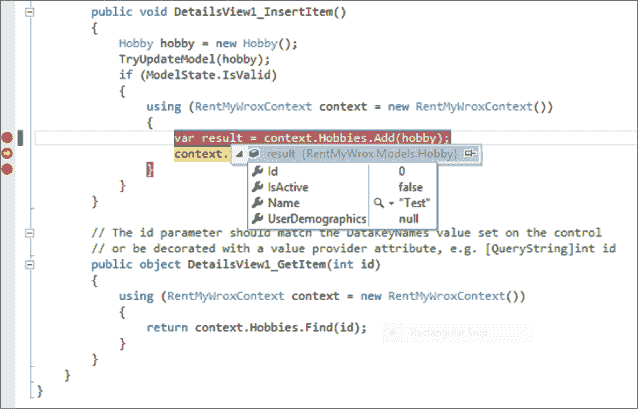 public void DetailsView1_InsertItem()
{
Hobby hobby = new Hobby();
TryUpdateModel(hobby);
if (ModelState.IsValid)
{
using (RentMyWroxContext context = new RentMyWroxContext())
{
var result = context.Hobbies.Add(hobby);
context.
result (RentMyWrox.Models.Hobby)
Id 0
IsActive false
Name "Test"
UserDemographics null
}
}
}
// The id parameter should match the DataKeyNames value set on the control
// or be decorated with a value provider attribute, e.g. [QueryString]int id
public object DetailsView1_GetItem(int id)
{
using (RentMyWroxContext context = new RentMyWroxContext())
{
return context.Hobbies.Find(id);
Rectangular Snip
}
}
}
}